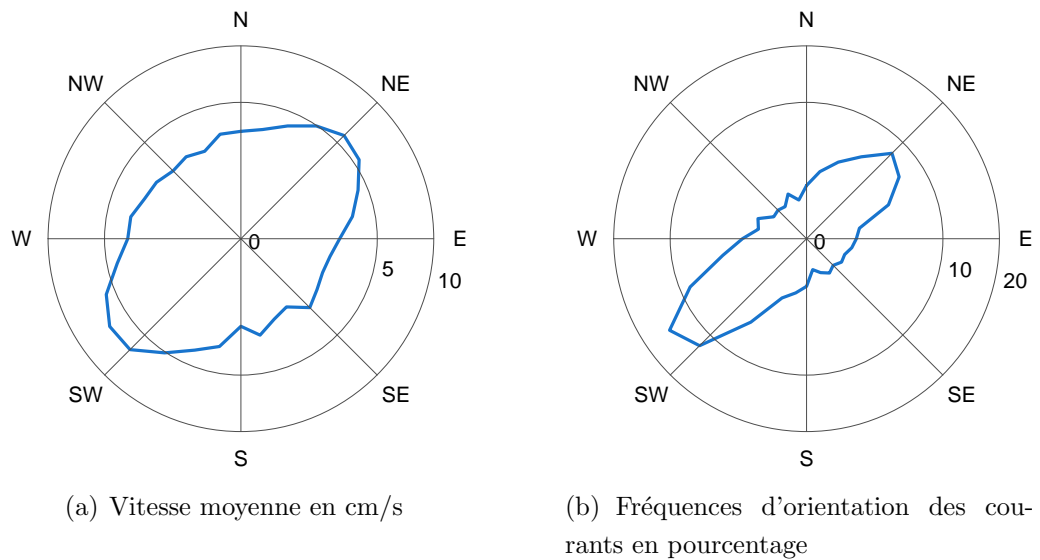 N
NW
NE
W
0
E
5
10
SW
SE
S
(a) Vitesse moyenne en cm/s
N
NW
NE
W
0
E
10
20
SW
SE
S
(b) Fréquences d'orientation des cou-
rants en pourcentage